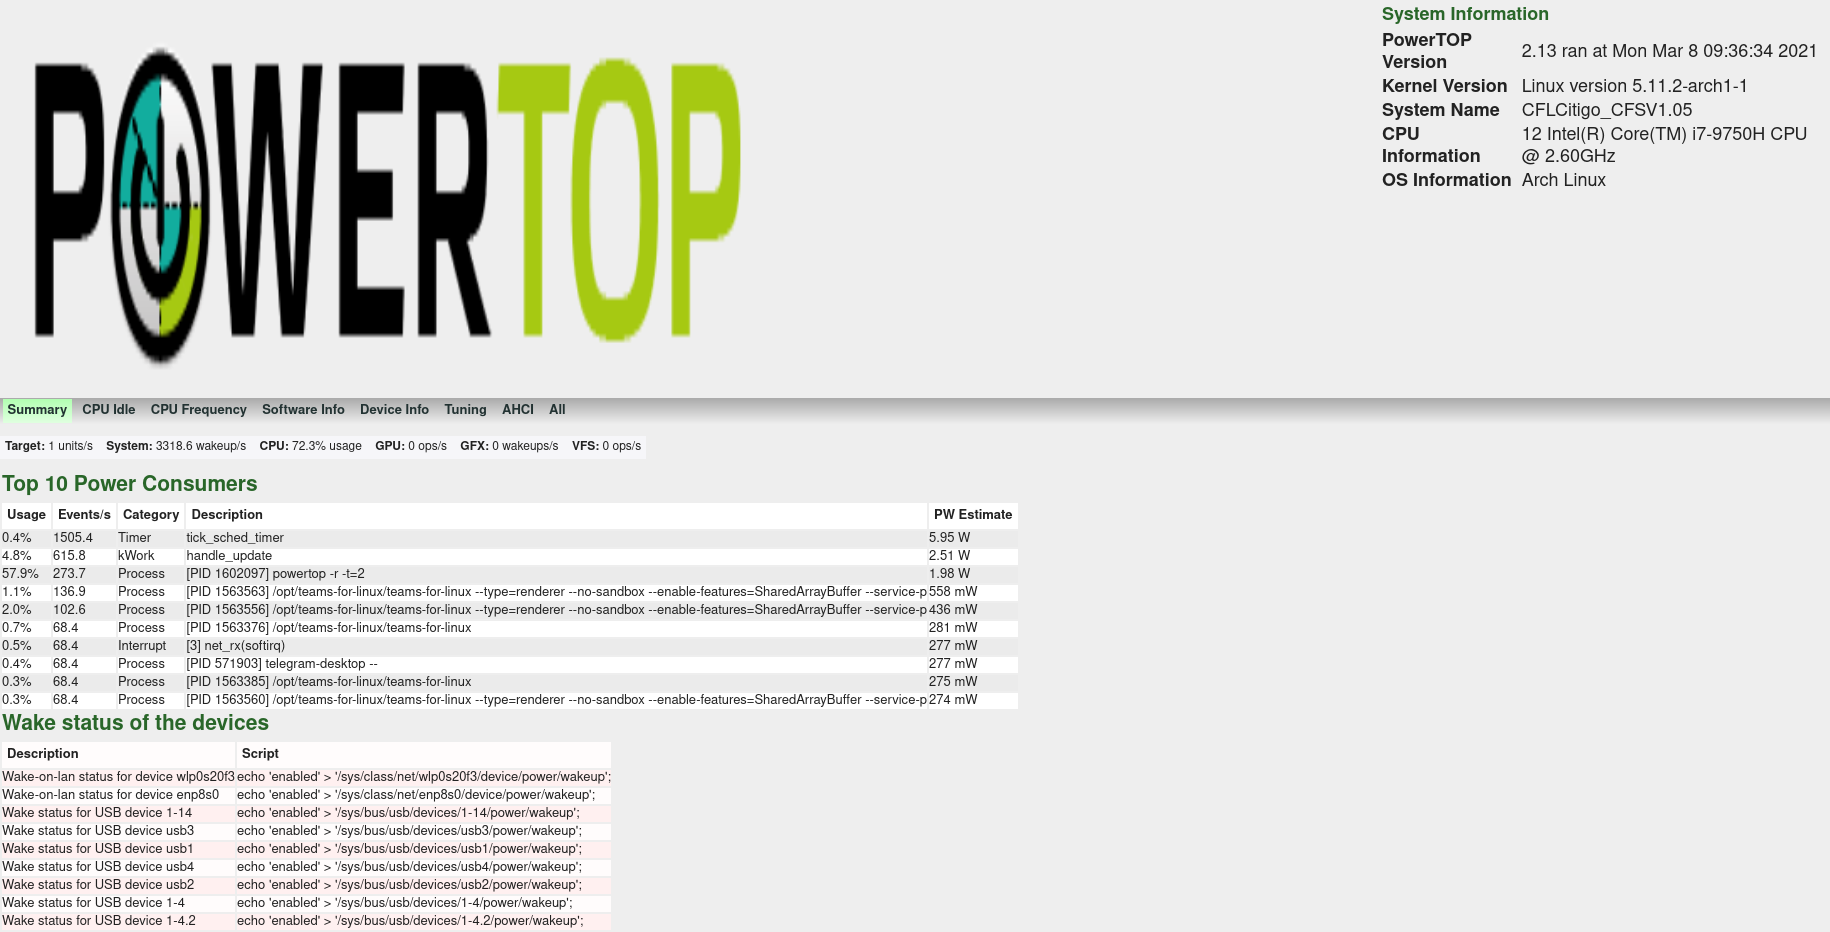 POWERTOP
System Information
PowerTOP Version 2.13 ran at Mon Mar 8 09:36:34 2021
Kernel Version Linux version 5.11.2-arch1-1
System Name CFLCitigo_CFSV1.05
CPU Information 12 Intel(R) Core(TM) i7-9750H CPU @ 2.60GHz
OS Information Arch Linux
Summary CPU Idle CPU Frequency Software Info Device Info Tuning AHCI All
Target: 1 units/s System: 3318.6 wakeup/s CPU: 72.3% usage GPU: 0 ops/s GFX: 0 wakeups/s VFS: 0 ops/s
Top 10 Power Consumers
Usage Events/s Category Description PW Estimate
0.4% 1505.4 Timer tick_sched_timer 5.95 W
4.8% 615.8 kWork handle_update 2.51 W
57.9% 273.7 Process [PID 1602097] powertop -r -t=2 1.98 W
1.1% 136.9 Process [PID 1563563] /opt/teams-for-linux/teams-for-linux --type=renderer --no-sandbox --enable-features=SharedArrayBuffer --service-p 558 mW
2.0% 102.6 Process [PID 1563556] /opt/teams-for-linux/teams-for-linux --type=renderer --no-sandbox --enable-features=SharedArrayBuffer --service-p 436 mW
0.7% 68.4 Process [PID 1563376] /opt/teams-for-linux/teams-for-linux 281 mW
0.5% 68.4 Interrupt [3] net_rx(softirq) 277 mW
0.4% 68.4 Process [PID 571903] telegram-desktop -- 277 mW
0.3% 68.4 Process [PID 1563385] /opt/teams-for-linux/teams-for-linux 275 mW
0.3% 68.4 Process [PID 1563560] /opt/teams-for-linux/teams-for-linux --type=renderer --no-sandbox --enable-features=SharedArrayBuffer --service-p 274 mW
Wake status of the devices
Description Script
Wake-on-lan status for device wlp0s20f3 echo 'enabled' > '/sys/class/net/wlp0s20f3/device/power/wakeup';
Wake-on-lan status for device enp8s0 echo 'enabled' > '/sys/class/net/enp8s0/device/power/wakeup';
Wake status for USB device 1-14 echo 'enabled' > '/sys/bus/usb/devices/1-14/power/wakeup';
Wake status for USB device usb3 echo 'enabled' > '/sys/bus/usb/devices/usb3/power/wakeup';
Wake status for USB device usb1 echo 'enabled' > '/sys/bus/usb/devices/usb1/power/wakeup';
Wake status for USB device usb4 echo 'enabled' > '/sys/bus/usb/devices/usb4/power/wakeup';
Wake status for USB device usb2 echo 'enabled' > '/sys/bus/usb/devices/usb2/power/wakeup';
Wake status for USB device 1-4 echo 'enabled' > '/sys/bus/usb/devices/1-4/power/wakeup';
Wake status for USB device 1-4.2 echo 'enabled' > '/sys/bus/usb/devices/1-4.2/power/wakeup';